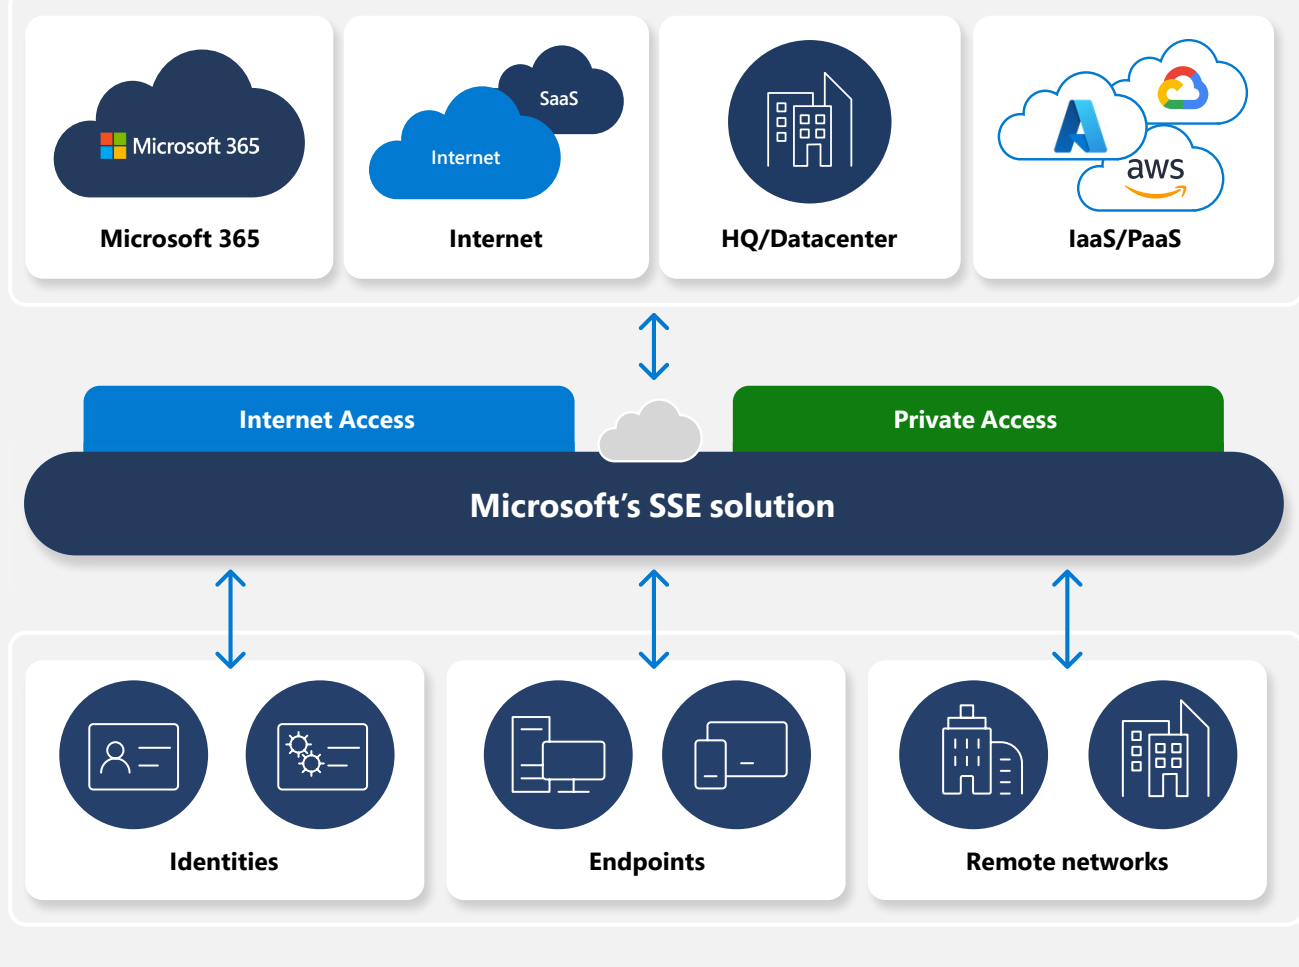 SaaS
Microsoft 365
Internet
aws
Microsoft 365
Internet
HQ/Datacenter
IaaS/PaaS
Internet Access
Private Access
Microsoft’s SSE solution
Identities
Endpoints
Remote networks